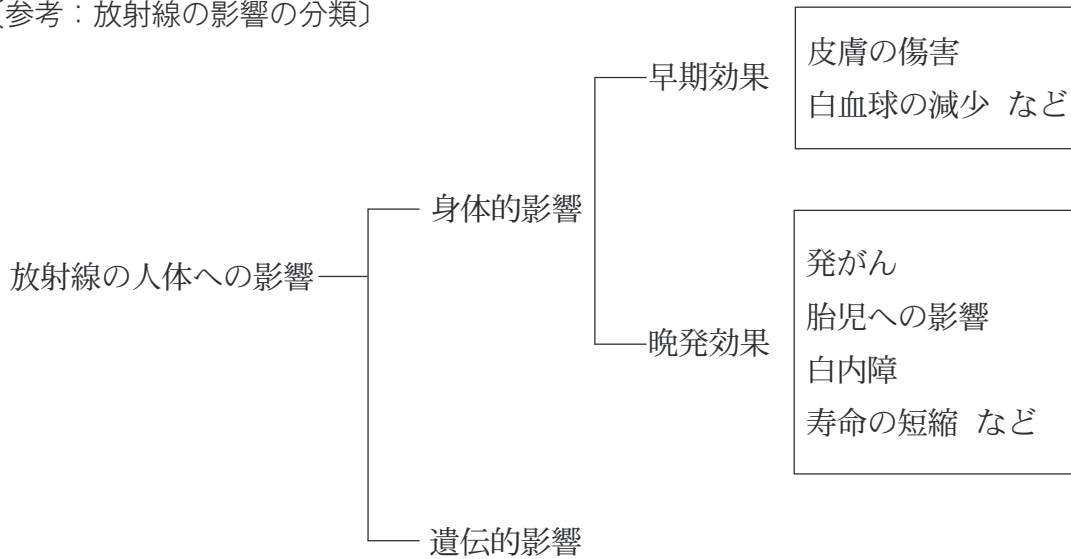 〔参考：放射線の影響の分類〕
早期効果
皮膚の傷害
白血球の減少 など
身体的影響
放射線の人体への影響
晩発効果
発がん
胎児への影響
白内障
寿命の短縮 など
遺伝的影響